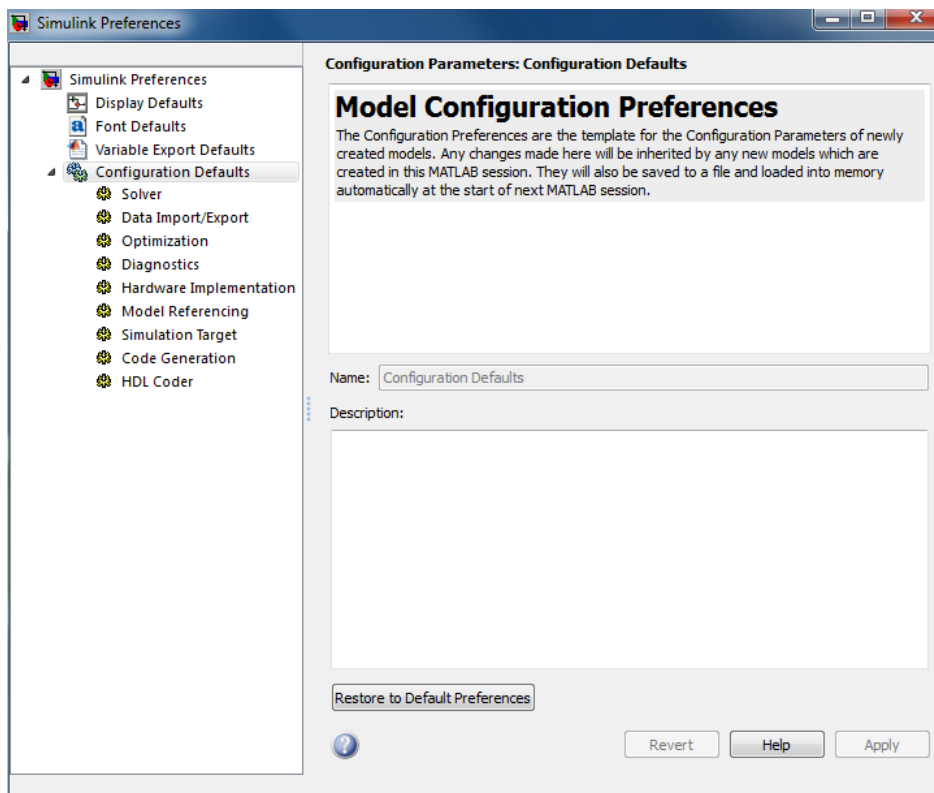 Simulink Preferences
Simulink Preferences
Display Defaults
Font Defaults
Variable Export Defaults
Configuration Defaults
Solver
Data Import/Export
Optimization
Diagnostics
Hardware Implementation
Model Referencing
Simulation Target
Code Generation
HDL Coder
Configuration Parameters: Configuration Defaults
Model Configuration Preferences
The Configuration Preferences are the template for the Configuration Parameters of newly
created models. Any changes made here will be inherited by any new models which are
created in this MATLAB session. They will also be saved to a file and loaded into memory
automatically at the start of next MATLAB session.
Name: Configuration Defaults
Description:
Restore to Default Preferences
Revert Help Apply